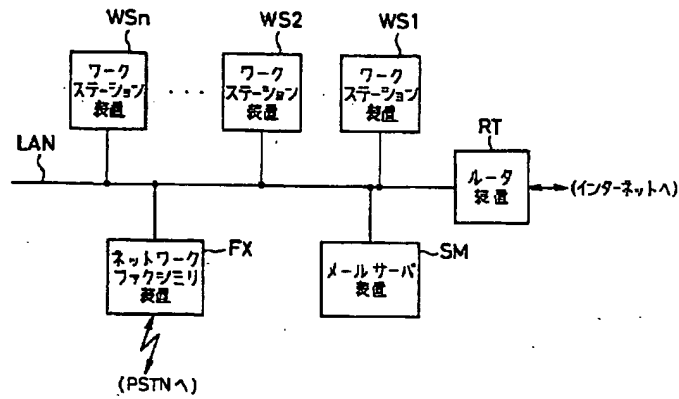 WSn
WS2
WS1
ワーク
ステーション
装置
...
ワーク
ステーション
装置
ワーク
ステーション
装置
LAN
RT
ルータ
装置
(インターネットへ)
ネットワーク
ファクシミリ
装置
FX
メールサーバ
装置
SM
(PSTNへ)